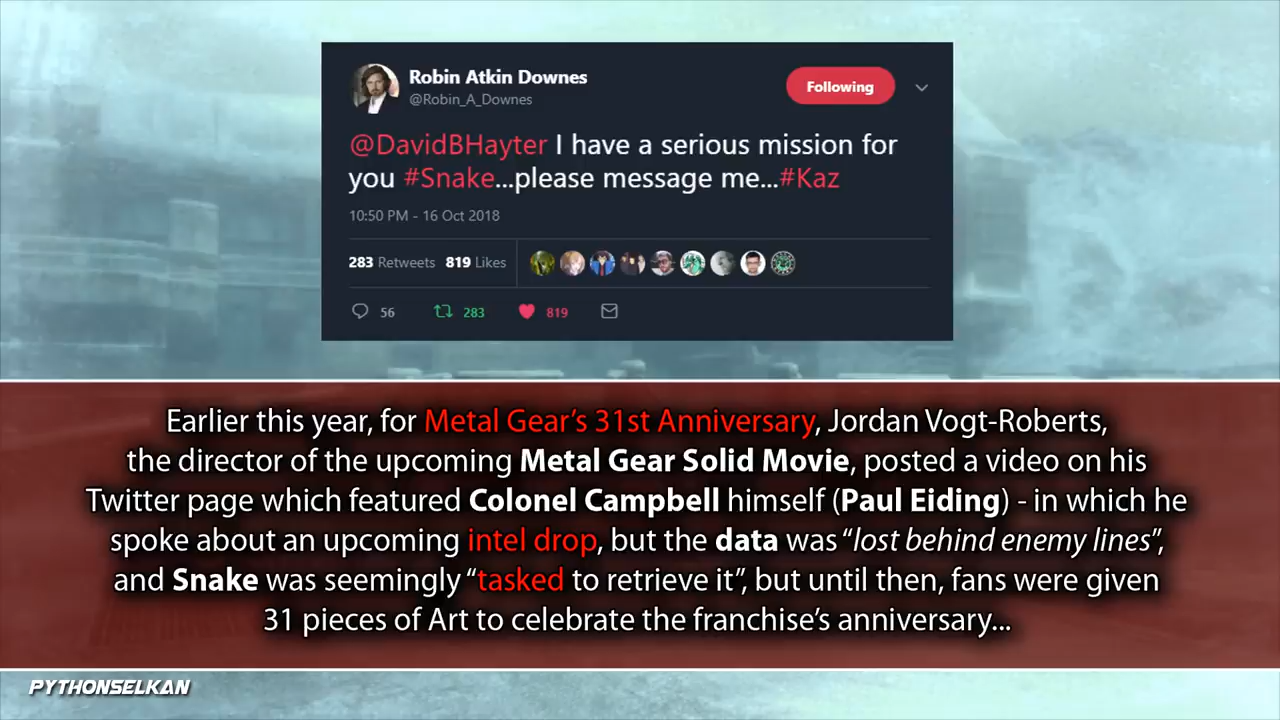 Robin Atkin Downes
@Robin_A_Downes
Following
@DavidBHayter I have a serious mission for
you #Snake...please message me...#Kaz
10:50 PM - 16 Oct 2018
283 Retweets 819 Likes
56 283 819
Earlier this year, for Metal Gear's 31st Anniversary, Jordan Vogt-Roberts,
the director of the upcoming Metal Gear Solid Movie, posted a video on his
Twitter page which featured Colonel Campbell himself (Paul Eiding) - in which he
spoke about an upcoming intel drop, but the data was “lost behind enemy lines”,
and Snake was seemingly “tasked to retrieve it”, but until then, fans were given
31 pieces of Art to celebrate the franchise's anniversary...
PYTHONSELKAN